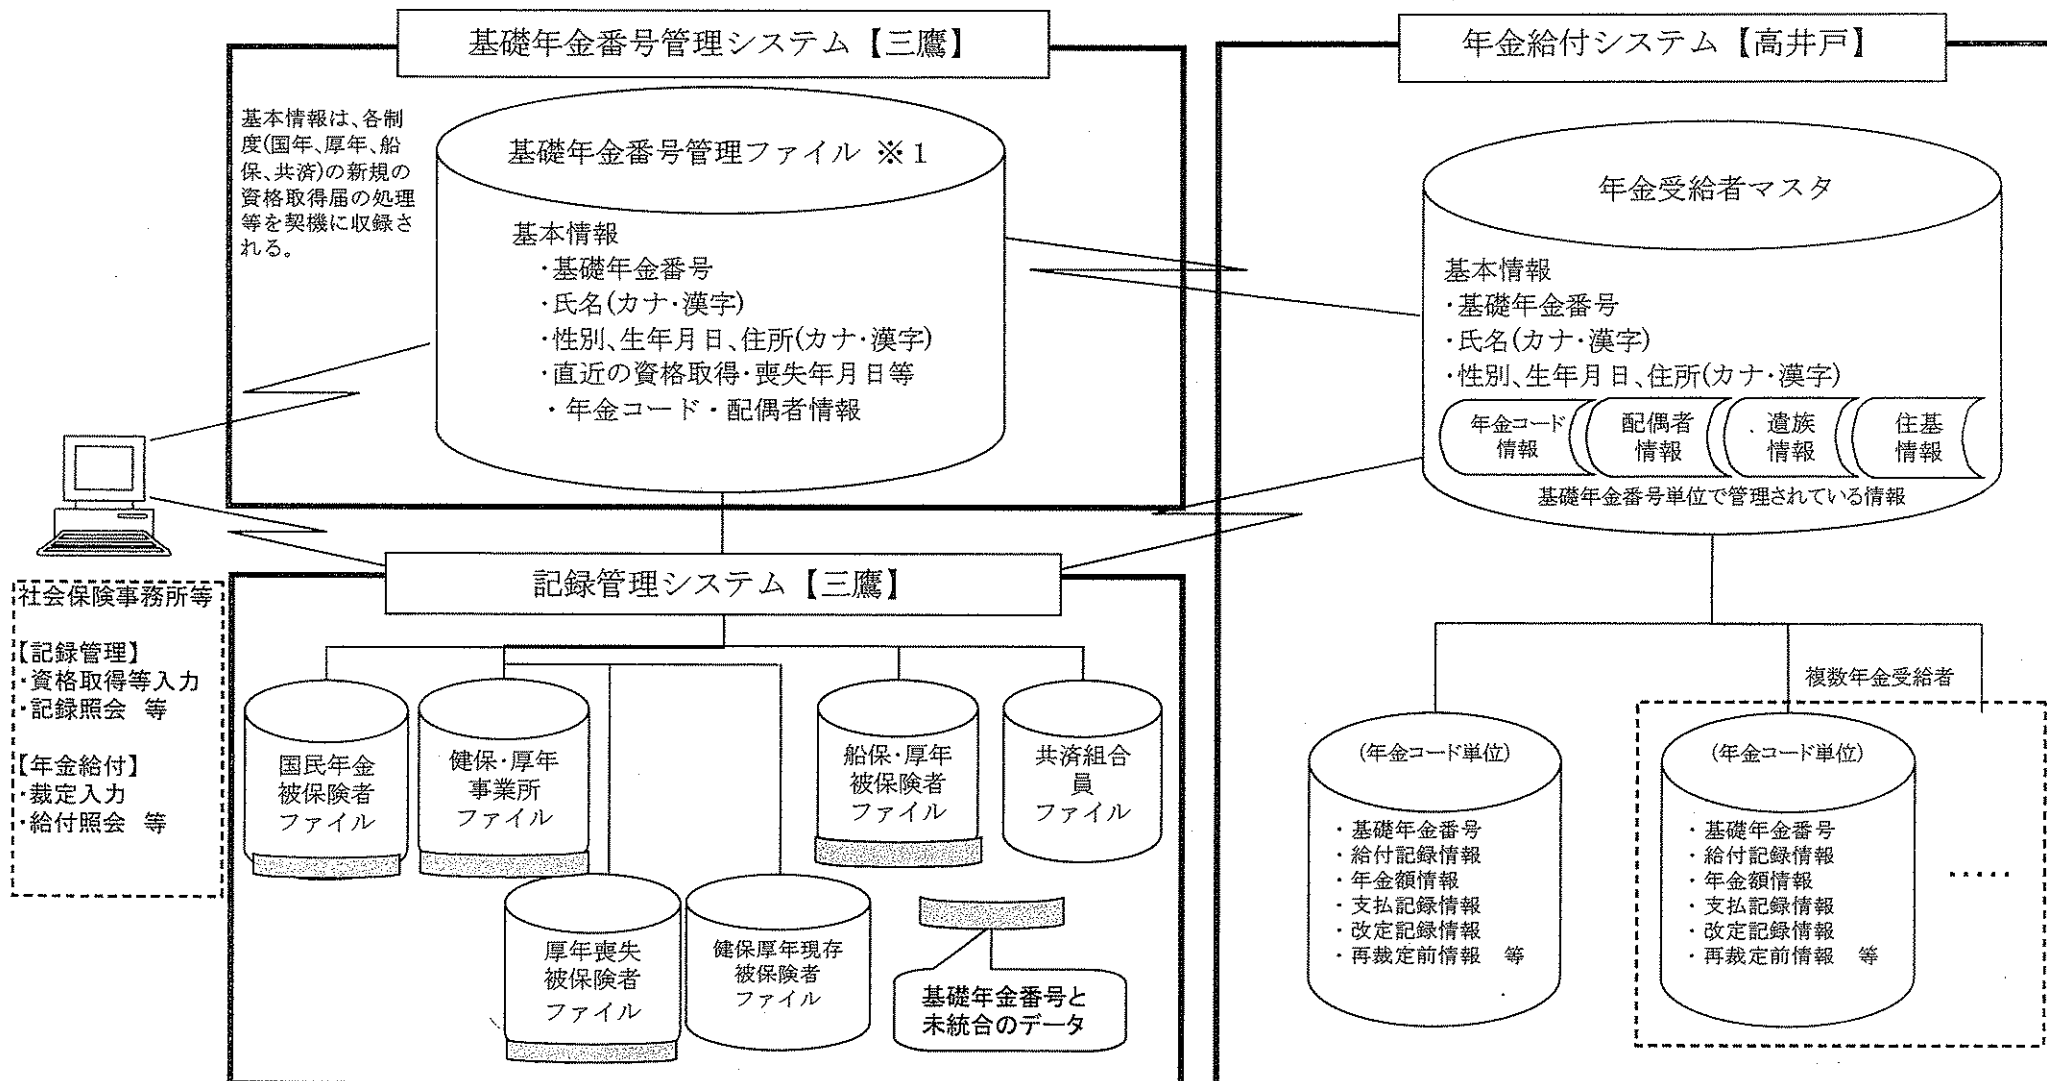 基礎年金番号管理システム【三鷹】
基本情報は、各制
度(国年、厚年、船
保、共済)の新規の
資格取得届の処理
等を契機に収録さ
れる。
基礎年金番号管理ファイル ※1
基本情報
・基礎年金番号
・氏名(カナ・漢字)
・性別、生年月日、住所(カナ・漢字)
・直近の資格取得・喪失年月日等
・年金コード・配偶者情報
年金給付システム【高井戸】
年金受給者マスタ
基本情報
・基礎年金番号
・氏名(カナ・漢字)
・性別、生年月日、住所(カナ・漢字)
年金コード
情報
配偶者
情報
遺族
情報
住基
情報
基礎年金番号単位で管理されている情報
社会保険事務所等
【記録管理】
・資格取得等入力
・記録照会 等
【年金給付】
・裁定入力
・給付照会 等
記録管理システム【三鷹】
国民年金
被保険者
ファイル
健保・厚年
事業所
ファイル
船保・厚年
被保険者
ファイル
共済組合
員
ファイル
厚年喪失
被保険者
ファイル
健保厚年現存
被保険者
ファイル
基礎年金番号と
未統合のデータ
複数年金受給者
(年金コード単位)
・基礎年金番号
・給付記録情報
・年金額情報
・支払記録情報
・改定記録情報
・再裁定前情報 等
(年金コード単位)
・基礎年金番号
・給付記録情報
・年金額情報
・支払記録情報
・改定記録情報
・再裁定前情報 等
・・・・・